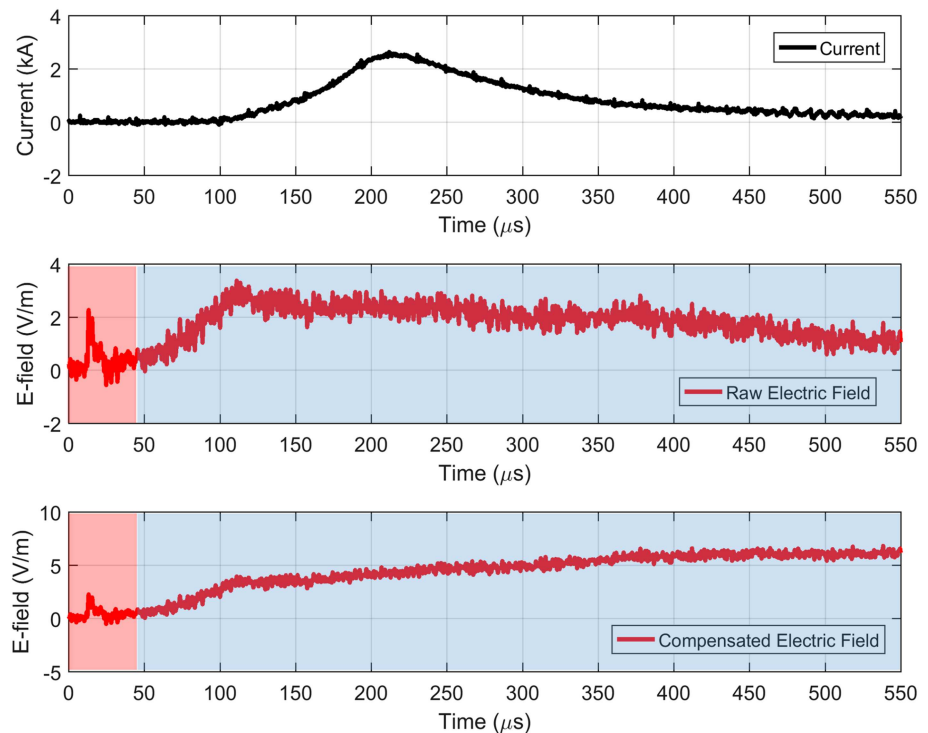 4
2
0
-2
Current (kA)
Current
0 50 100 150 200 250 300 350 400 450 500 550
Time (μs)
4
2
0
-2
E-field (V/m)
Raw Electric Field
0 50 100 150 200 250 300 350 400 450 500 550
Time (μs)
10
5
0
-5
E-field (V/m)
Compensated Electric Field
0 50 100 150 200 250 300 350 400 450 500 550
Time (μs)